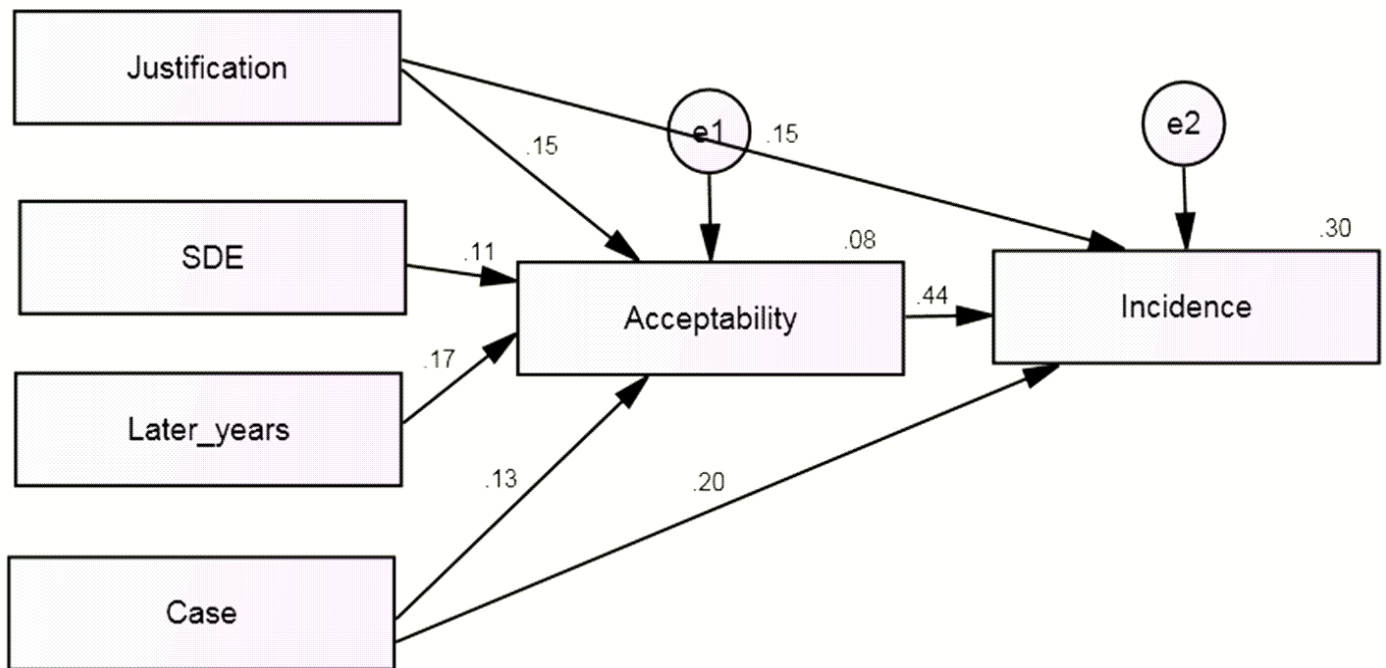 Justification
e1
e2
.15
.15
SDE
.11
.08
.30
Acceptability
.44
Incidence
.17
Later_years
.13
.20
Case